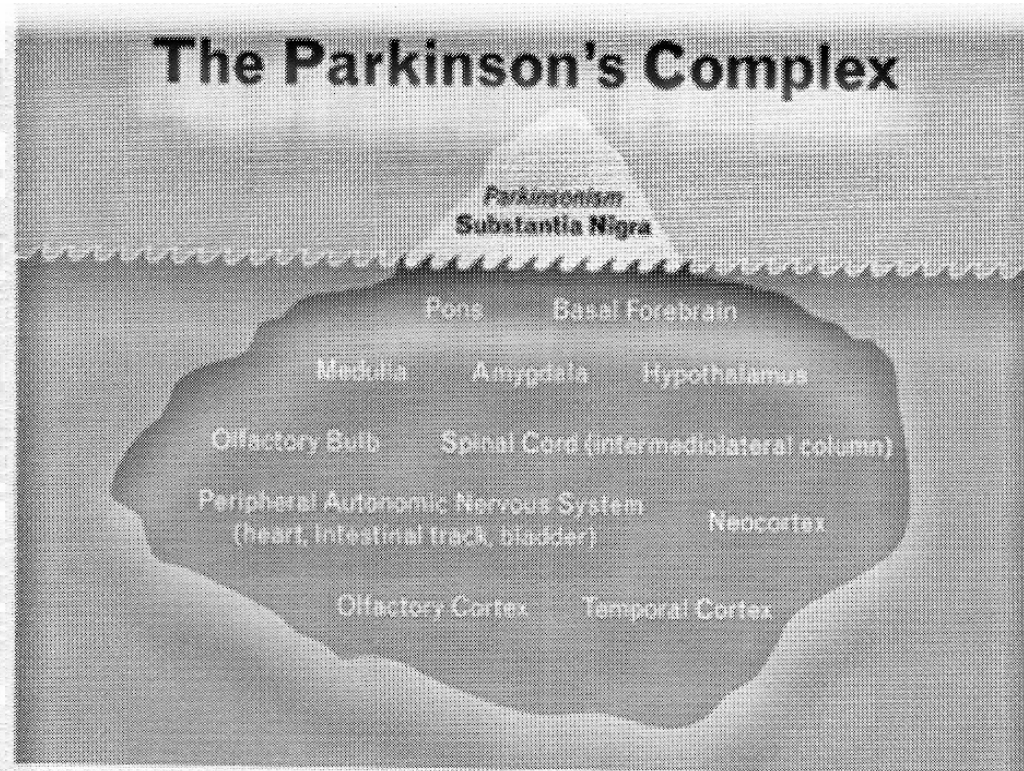 The Parkinson's Complex
Parkinsonism
Substantia Nigra
Pons Basal Forebrain
Medulla Amygdala Hypothalamus
Olfactory Bulb Spinal Cord (intermediolateral column)
Peripheral Autonomic Nervous System
(heart, intestinal track, bladder)
Neocortex
Olfactory Cortex Temporal Cortex